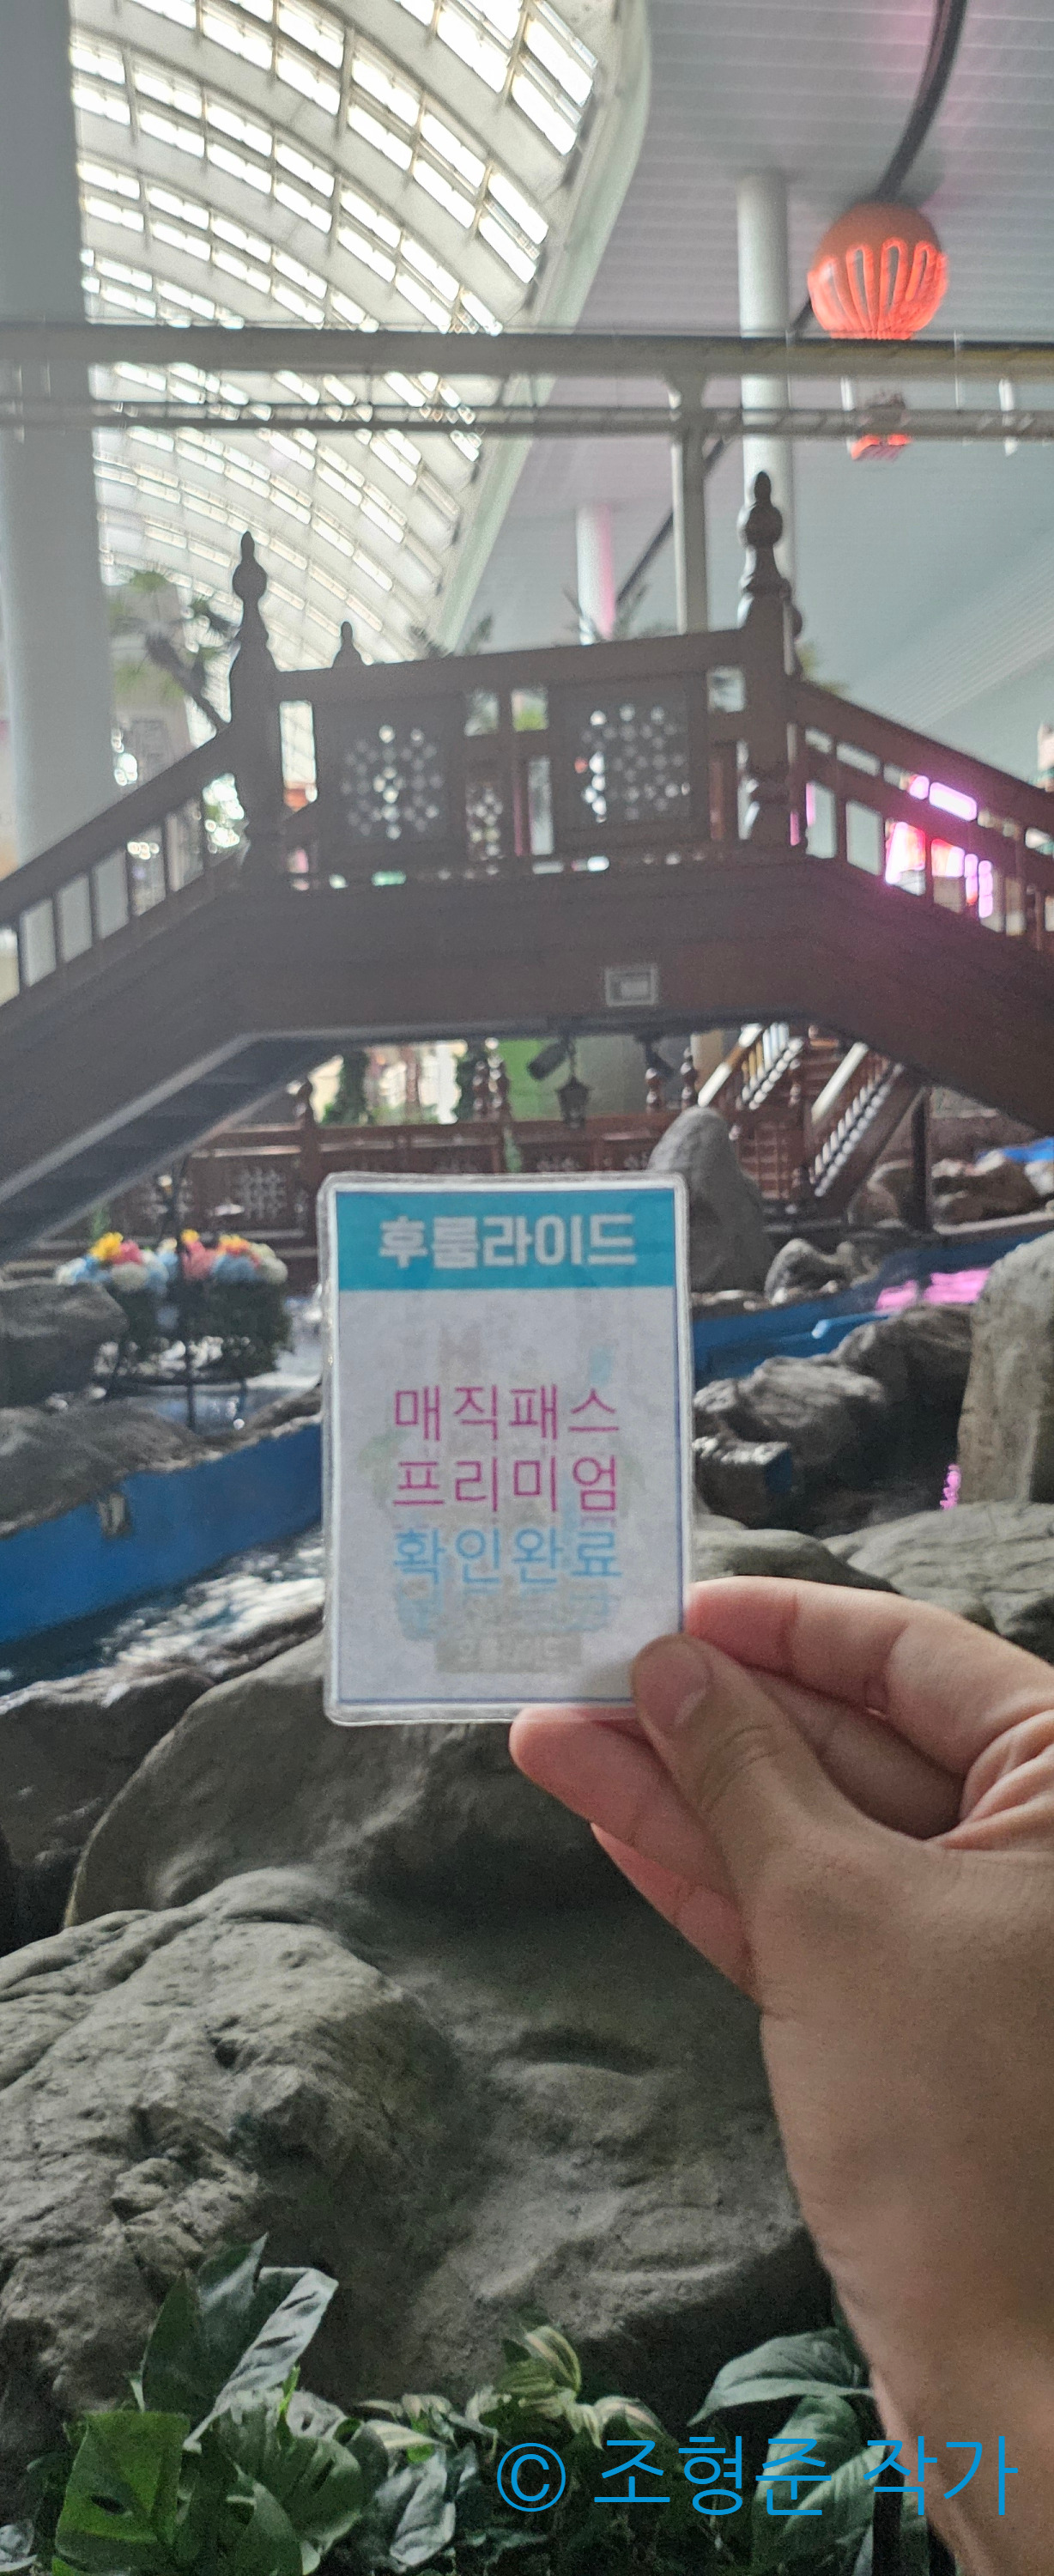 후룸라이드
매직패스
프리미엄
확인완료
© 조형준 작가